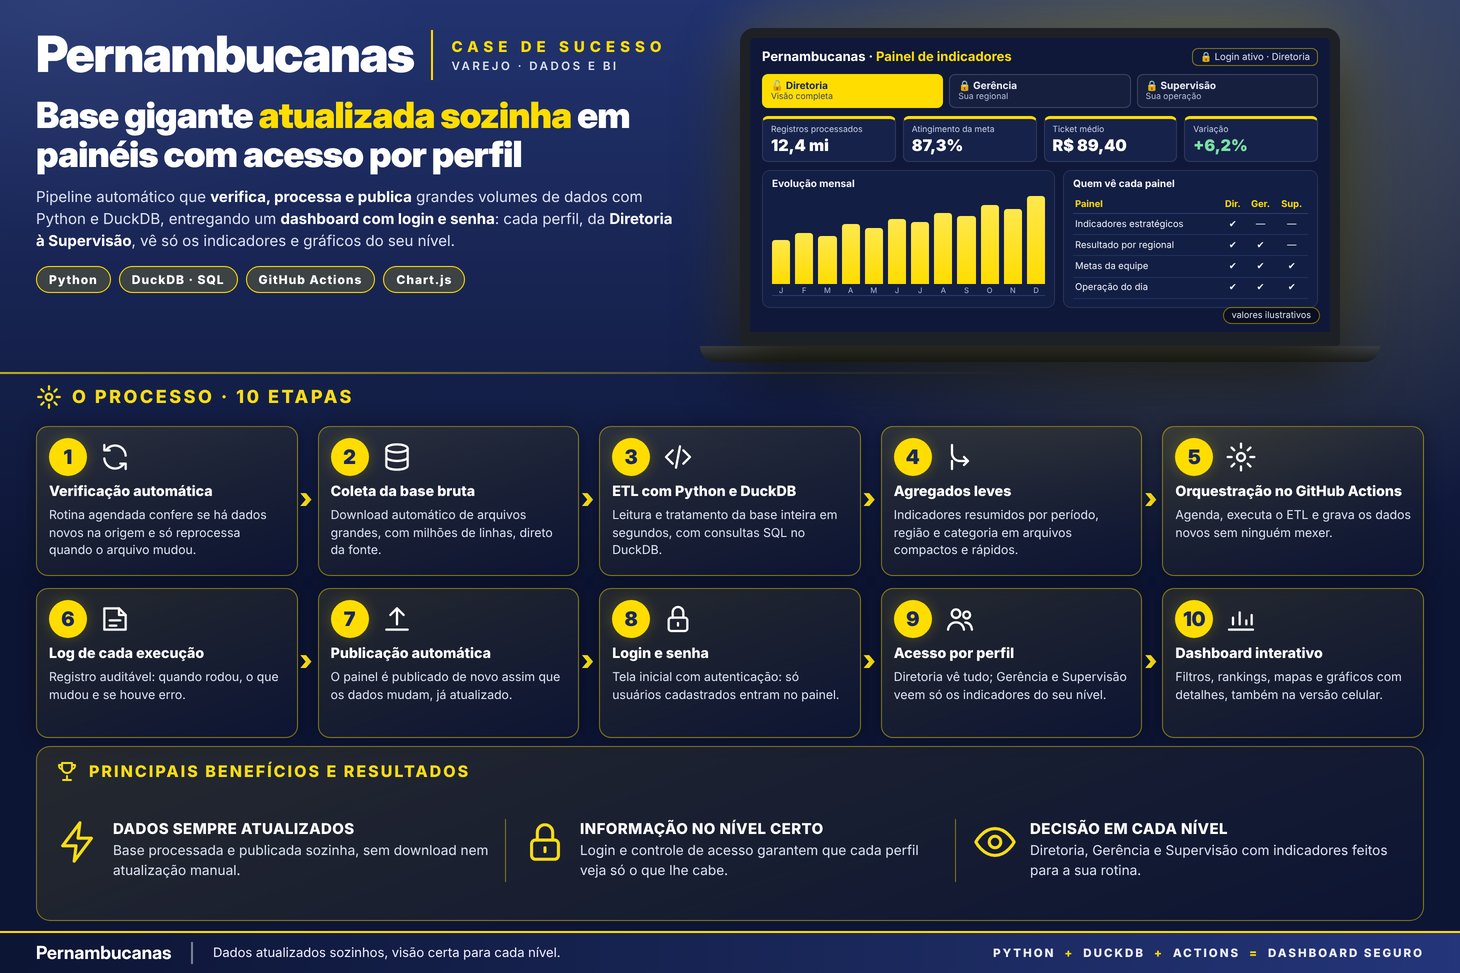 Pernambucanas
CASE DE SUCESSO
VAREJO · DADOS E BI
Base gigante atualizada sozinha em
painéis com acesso por perfil
Pipeline automático que verifica, processa e publica grandes volumes de dados com
Python e DuckDB, entregando um dashboard com login e senha: cada perfil, da Diretoria
à Supervisão, vê só os indicadores e gráficos do seu nível.
Python
DuckDB · SQL
GitHub Actions
Chart.js
Pernambucanas · Painel de indicadores
Login ativo · Diretoria
Diretoria
Visão completa
Gerência
Sua regional
Supervisão
Sua operação
Registros processados
12,4 mi
Atingimento da meta
87,3%
Ticket médio
R$ 89,40
Variação
+6,2%
Evolução mensal
J F M A M J J A S O N D
Quem vê cada painel
Painel Dir. Ger. Sup.
Indicadores estratégicos ✔ — —
Resultado por regional ✔ ✔ —
Metas da equipe ✔ ✔ ✔
Operação do dia ✔ ✔ ✔
valores ilustrativos
O PROCESSO · 10 ETAPAS
1
Verificação automática
Rotina agendada confere se há dados
novos na origem e só reprocessa
quando o arquivo mudou.
2
Coleta da base bruta
Download automático de arquivos
grandes, com milhões de linhas, direto
da fonte.
3
ETL com Python e DuckDB
Leitura e tratamento da base inteira em
segundos, com consultas SQL no
DuckDB.
4
Agregados leves
Indicadores resumidos por período,
região e categoria em arquivos
compactos e rápidos.
5
Orquestração no GitHub Actions
Agenda, executa o ETL e grava os dados
novos sem ninguém mexer.
6
Log de cada execução
Registro auditável: quando rodou, o que
mudou e se houve erro.
7
Publicação automática
O painel é publicado de novo assim que
os dados mudam, já atualizado.
8
Login e senha
Tela inicial com autenticação: só
usuários cadastrados entram no painel.
9
Acesso por perfil
Diretoria vê tudo; Gerência e Supervisão
veem só os indicadores do seu nível.
10
Dashboard interativo
Filtros, rankings, mapas e gráficos com
detalhes, também na versão celular.
PRINCIPAIS BENEFÍCIOS E RESULTADOS
DADOS SEMPRE ATUALIZADOS
Base processada e publicada sozinha, sem download nem
atualização manual.
INFORMAÇÃO NO NÍVEL CERTO
Login e controle de acesso garantem que cada perfil
veja só o que lhe cabe.
DECISÃO EM CADA NÍVEL
Diretoria, Gerência e Supervisão com indicadores feitos
para a sua rotina.
Pernambucanas
Dados atualizados sozinhos, visão certa para cada nível.
PYTHON + DUCKDB + ACTIONS = DASHBOARD SEGURO